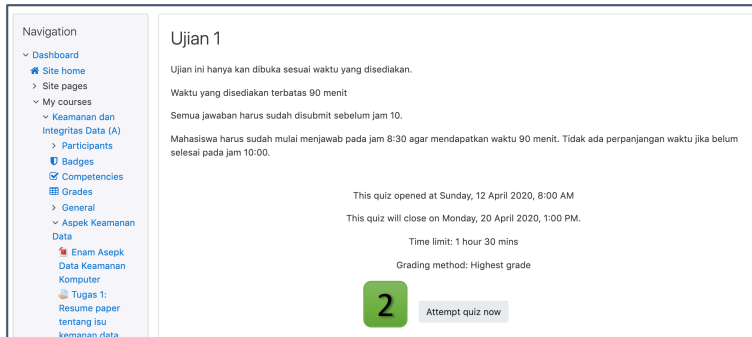 Navigation
Dashboard
Site home
Site pages
My courses
Keamanan dan
Integritas Data (A)
Participants
Badges
Competencies
Grades
General
Aspek Keamanan
Data
Enam Asepk
Data Keamanan
Komputer
Tugas 1:
Resume paper
tentang isu
kemanan data
Ujian 1
Ujian ini hanya kan dibuka sesuai waktu yang disediakan.
Waktu yang disediakan terbatas 90 menit
Semua jawaban harus sudah disubmit sebelum jam 10.
Mahasiswa harus sudah mulai menjawab pada jam 8:30 agar mendapatkan waktu 90 menit. Tidak ada perpanjangan waktu jika belum
selesai pada jam 10:00.
This quiz opened at Sunday, 12 April 2020, 8:00 AM
This quiz will close on Monday, 20 April 2020, 1:00 PM.
Time limit: 1 hour 30 mins
Grading method: Highest grade
2
Attempt quiz now